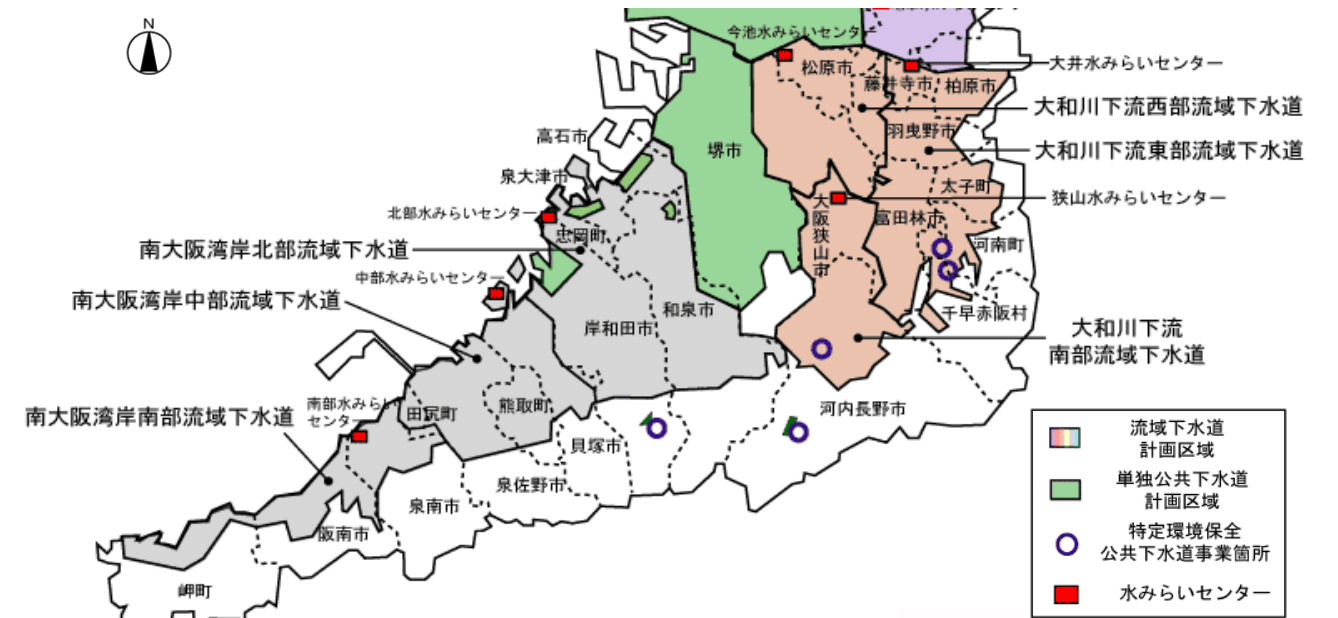 N
今池水みらいセンター
大井水みらいセンター
松原市
藤井寺市
柏原市
大和川下流西部流域下水道
高石市
羽曳野市
堺市
大和川下流東部流域下水道
泉大津市
太子町
狭山水みらいセンター
北部水みらいセンター
大阪狭山市
富田林市
忠岡町
河南町
南大阪湾岸北部流域下水道
中部水みらいセンター
南大阪湾岸中部流域下水道
和泉市
千早赤阪村
岸和田市
大和川下流
南部流域下水道
南部水みらい
センター
田尻町
熊取町
河内長野市
南大阪湾岸南部流域下水道
貝塚市
泉佐野市
泉南市
阪南市
岬町
流域下水道
計画区域
単独公共下水道
計画区域
特定環境保全
公共下水道事業箇所
水みらいセンター